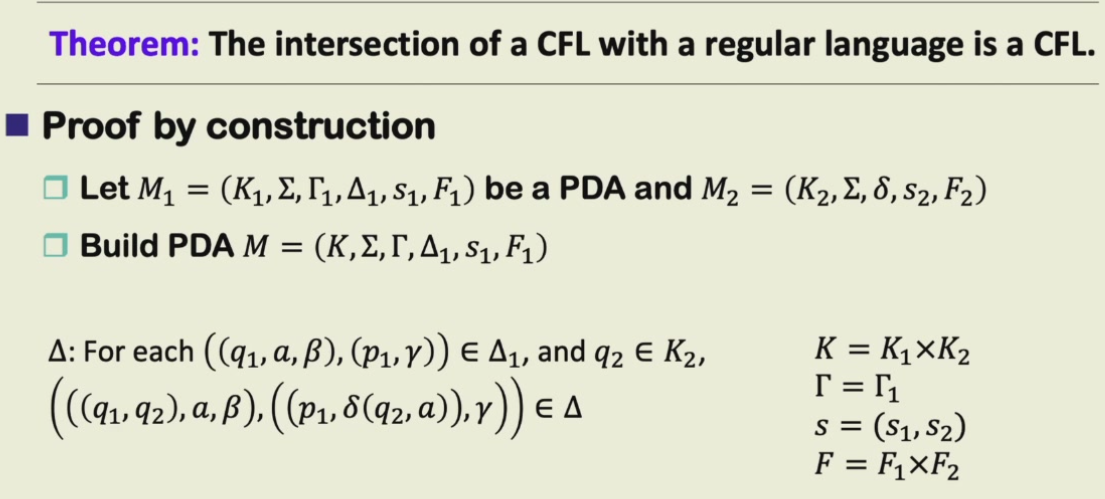 Theorem: The intersection of a CFL with a regular language is a CFL.
Proof by construction
Let M₁ = (K₁, Σ, Γ₁, Δ₁, s₁, F₁) be a PDA and M₂ = (K₂, Σ, δ, s₂, F₂)
Build PDA M = (K, Σ, Γ, Δ₁, s₁, F₁)
Δ: For each ((q₁, a, β), (p₁, γ)) ∈ Δ₁, and q₂ ∈ K₂,
(((q₁, q₂), a, β), ((p₁, δ(q₂, a)), γ)) ∈ Δ
K = K₁×K₂
Γ = Γ₁
s = (s₁, s₂)
F = F₁×F₂